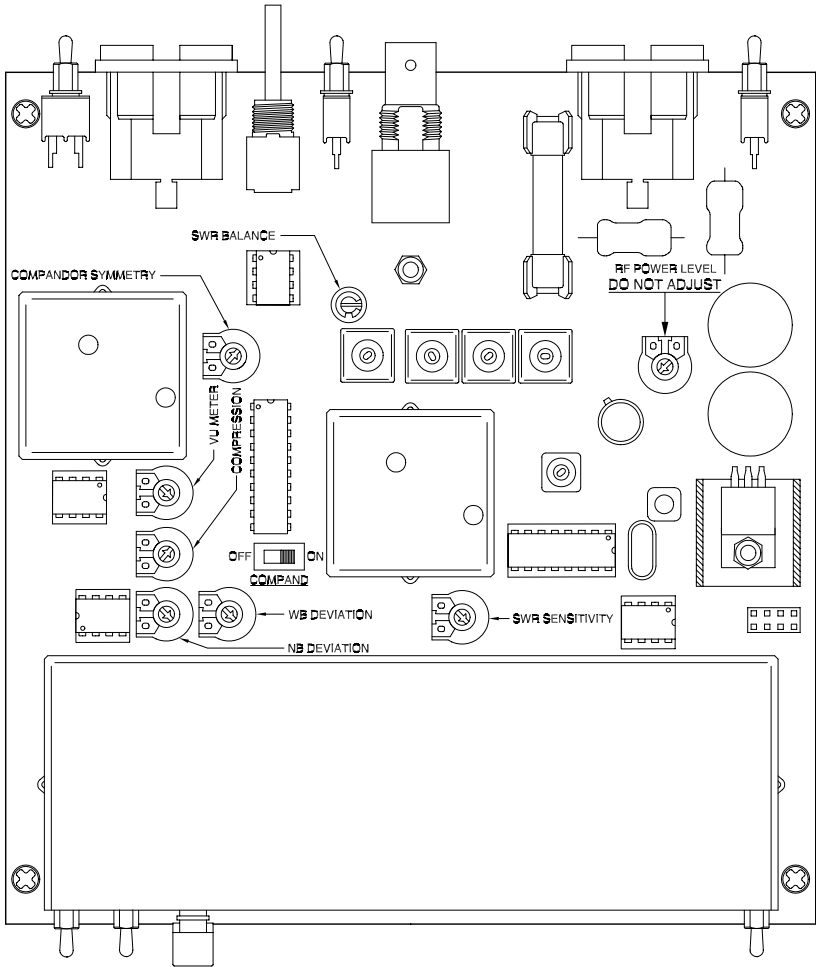 SWR BALANCE
COMPANDOR SYMMETRY
RF POWER LEVEL
DO NOT ADJUST
VU METER
COMPRESSION
OFF
ON
COMPAND
WB DEVIATION
SWR SENSITIVITY
NB DEVIATION